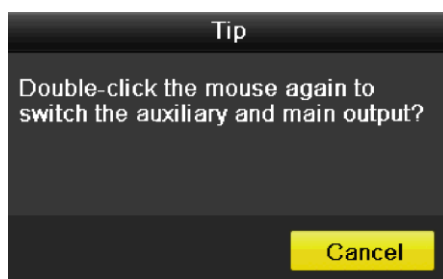 Tip
Double-click the mouse again to
switch the auxiliary and main output?
Cancel